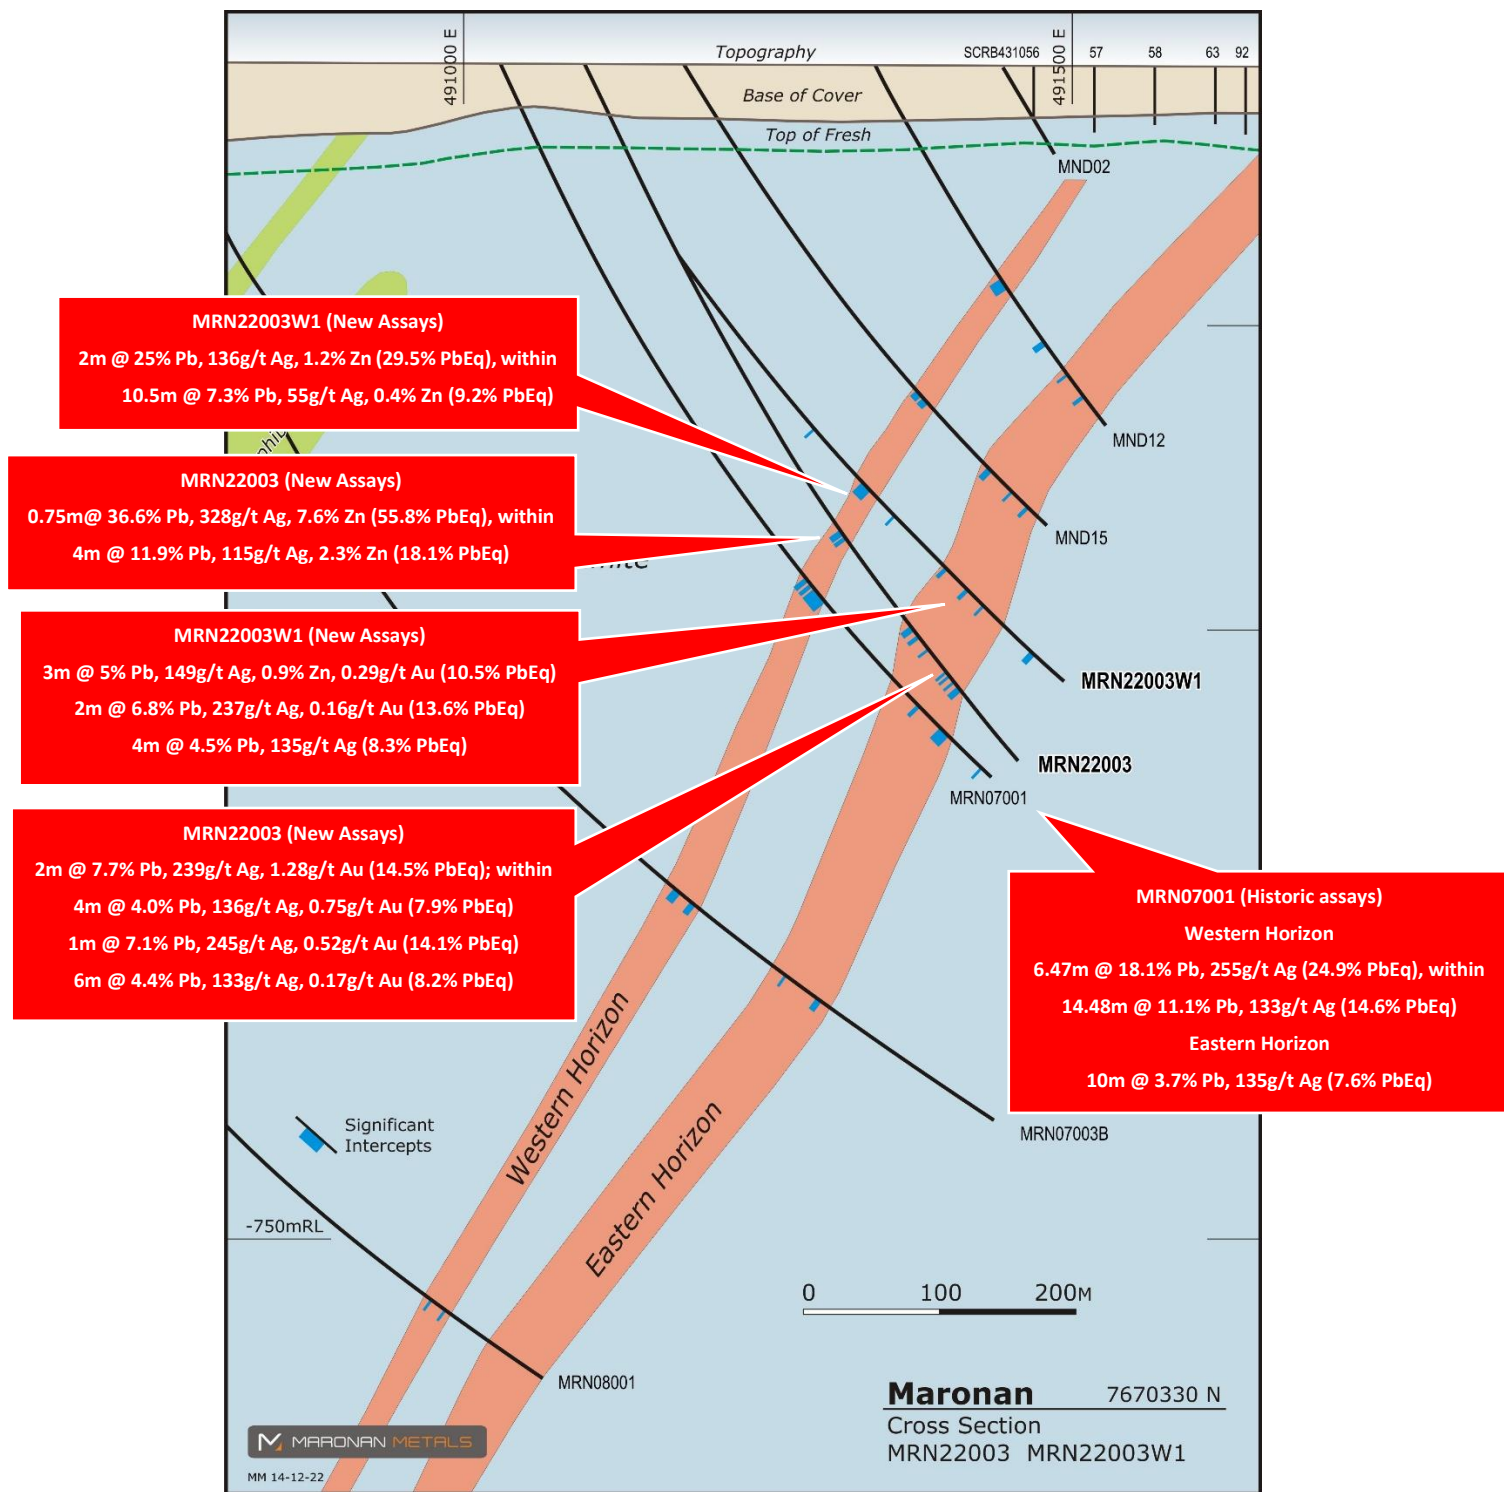 491000 E
Topography
SCRB431056
491500 E
57
58
63
92
Base of Cover
Top of Fresh
MND02
MRN22003W1 (New Assays)
2m @ 25% Pb, 136g/t Ag, 1.2% Zn (29.5% PbEq), within
10.5m @ 7.3% Pb, 55g/t Ag, 0.4% Zn (9.2% PbEq)
MND12
MRN22003 (New Assays)
0.75m@ 36.6% Pb, 328g/t Ag, 7.6% Zn (55.8% PbEq), within
4m @ 11.9% Pb, 115g/t Ag, 2.3% Zn (18.1% PbEq)
MND15
MRN22003W1 (New Assays)
3m @ 5% Pb, 149g/t Ag, 0.9% Zn, 0.29g/t Au (10.5% PbEq)
2m @ 6.8% Pb, 237g/t Ag, 0.16g/t Au (13.6% PbEq)
4m @ 4.5% Pb, 135g/t Ag (8.3% PbEq)
MRN22003W1
MRN22003
MRN07001
MRN22003 (New Assays)
2m @ 7.7% Pb, 239g/t Ag, 1.28g/t Au (14.5% PbEq); within
4m @ 4.0% Pb, 136g/t Ag, 0.75g/t Au (7.9% PbEq)
1m @ 7.1% Pb, 245g/t Ag, 0.52g/t Au (14.1% PbEq)
6m @ 4.4% Pb, 133g/t Ag, 0.17g/t Au (8.2% PbEq)
MRN07001 (Historic assays)
Western Horizon
6.47m @ 18.1% Pb, 255g/t Ag (24.9% PbEq), within
14.48m @ 11.1% Pb, 133g/t Ag (14.6% PbEq)
Eastern Horizon
10m @ 3.7% Pb, 135g/t Ag (7.6% PbEq)
Western Horizon
Eastern Horizon
MRN07003B
Significant
Intercepts
-750mRL
0 100 200M
MRN08001
Maronan 7670330 N
Cross Section
MRN22003 MRN22003W1
MARONAN METALS
MM 14-12-22